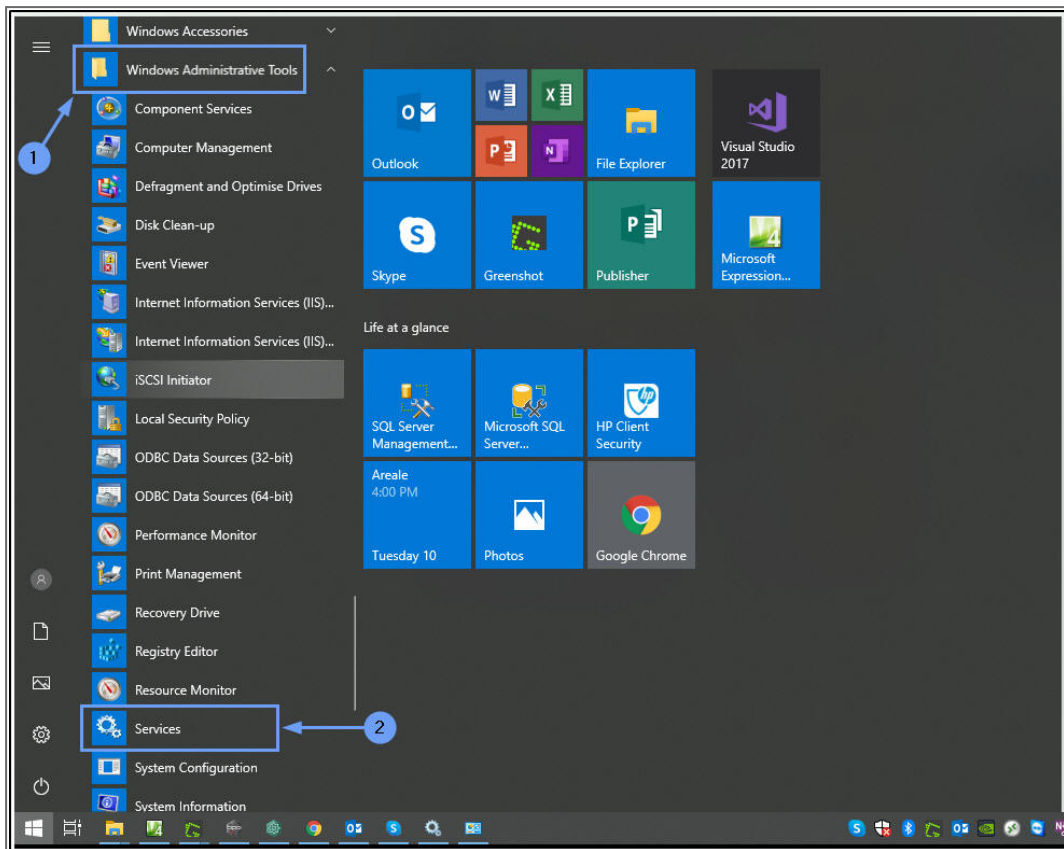 Windows Accessories
Windows Administrative Tools
1
Component Services
Computer Management
Defragment and Optimise Drives
Disk Clean-up
Event Viewer
Internet Information Services (IIS)...
Internet Information Services (IIS)...
iSCSI Initiator
Local Security Policy
ODBC Data Sources (32-bit)
ODBC Data Sources (64-bit)
Performance Monitor
Print Management
Recovery Drive
Registry Editor
Resource Monitor
Services
2
System Configuration
System Information
Outlook
File Explorer
Visual Studio
2017
Skype
Greenshot
Publisher
Microsoft
Expression...
Life at a glance
SQL Server
Management...
Microsoft SQL
Server...
HP Client
Security
Areale
4:00 PM
Tuesday 10
Photos
Google Chrome